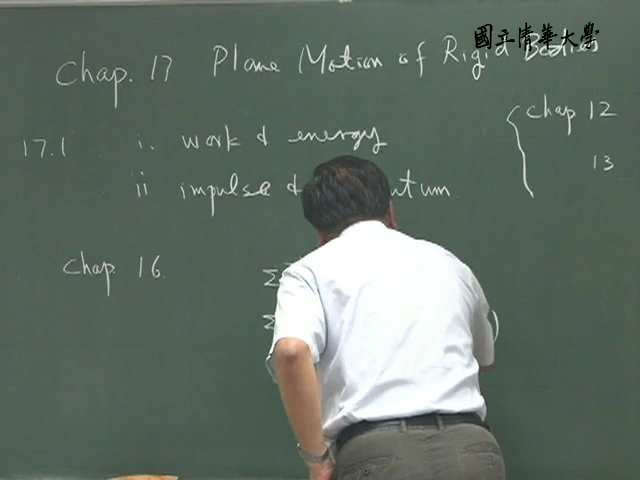 國立清華大學
Chap. 17 Plane Motion of Rigid Bodies
17.1 i. work & energy
ii impulse & utum.
Chap 12
13
Chap. 16.
Σ
Σ )